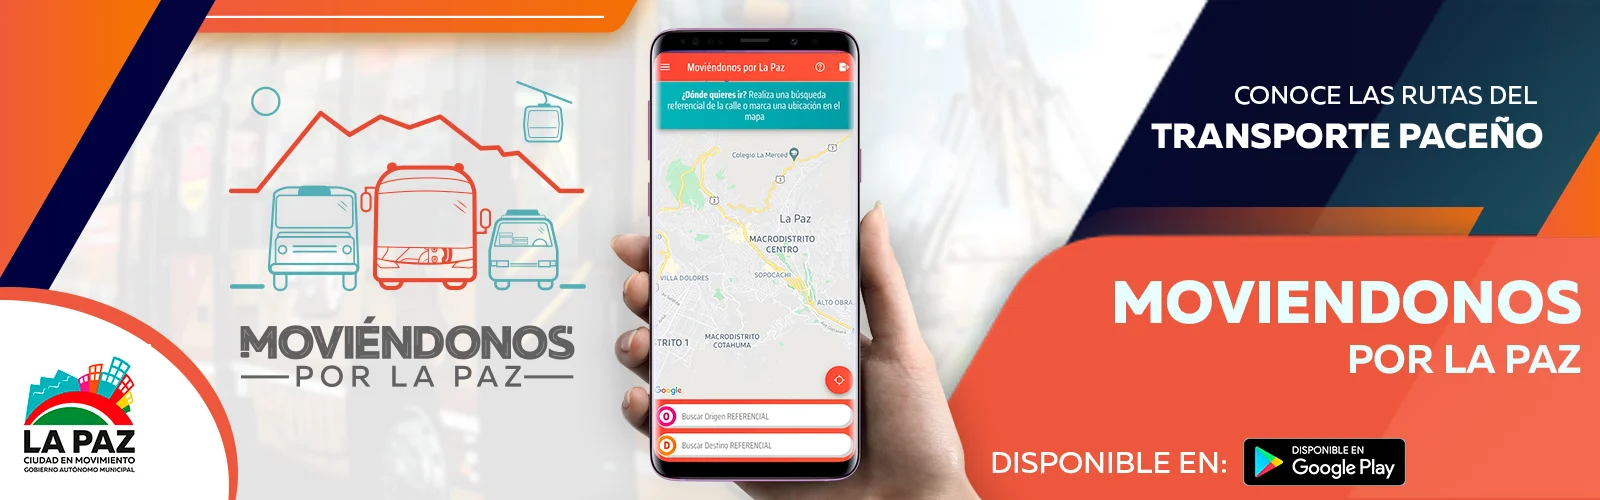 MOVIÉNDONOS
POR LA PAZ
LA PAZ
CIUDAD EN MOVIMIENTO
GOBIERNO AUTÓNOMO MUNICIPAL
Moviéndonos por La Paz
¿Dónde quieres ir? Realiza una búsqueda
referencial de la calle o marca una ubicación en el
mapa
Colegio La Merced
3
3
3
La Paz
MACRODISTRITO
CENTRO
SOPOCACHI
VILLA DOLORES
ALTO OBRA
MACRODISTRITO
COTAHUMA
TRITO 1
Google
O Buscar Origen REFERENCIAL
D Buscar Destino REFERENCIAL
CONOCE LAS RUTAS DEL
TRANSPORTE PACEÑO
MOVIENDONOS
POR LA PAZ
DISPONIBLE EN:
DISPONIBLE EN
Google Play